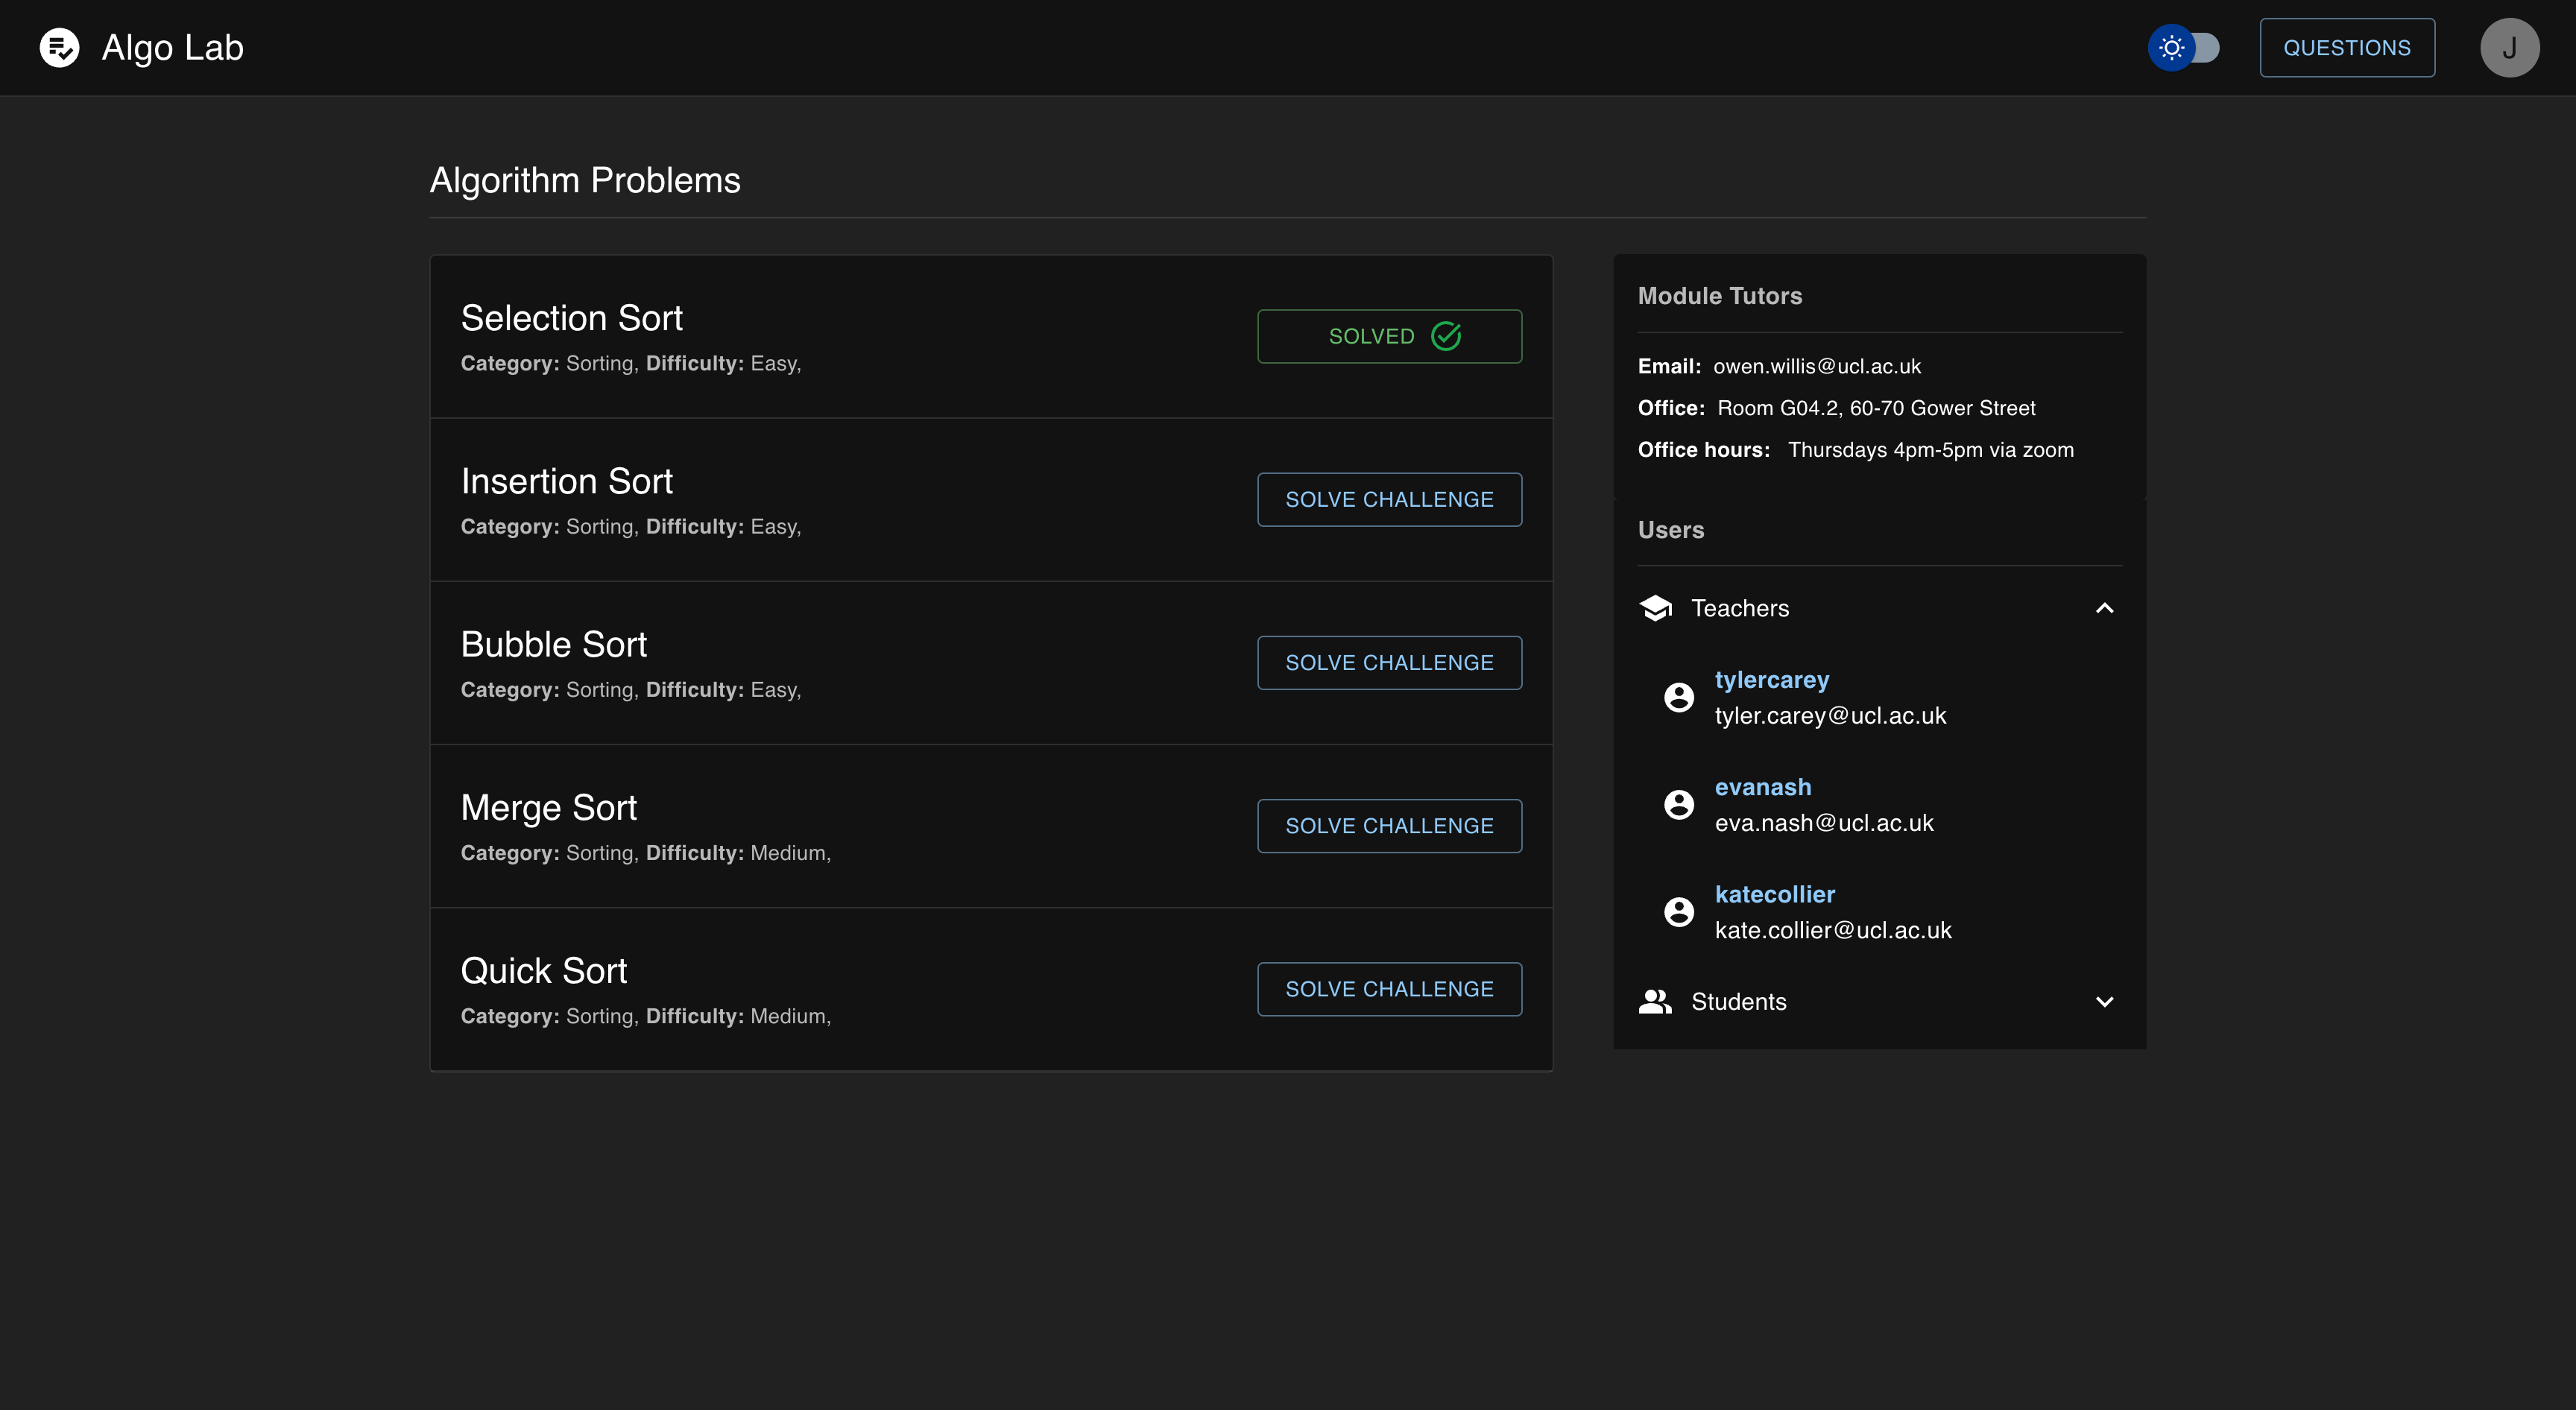 Algo Lab
QUESTIONS
J
Algorithm Problems
Selection Sort
Category: Sorting, Difficulty: Easy,
SOLVED
Insertion Sort
Category: Sorting, Difficulty: Easy,
SOLVE CHALLENGE
Bubble Sort
Category: Sorting, Difficulty: Easy,
SOLVE CHALLENGE
Merge Sort
Category: Sorting, Difficulty: Medium,
SOLVE CHALLENGE
Quick Sort
Category: Sorting, Difficulty: Medium,
SOLVE CHALLENGE
Module Tutors
Email: owen.willis@ucl.ac.uk
Office: Room G04.2, 60-70 Gower Street
Office hours: Thursdays 4pm-5pm via zoom
Users
Teachers
tylercarey
tyler.carey@ucl.ac.uk
evanash
eva.nash@ucl.ac.uk
katecollier
kate.collier@ucl.ac.uk
Students